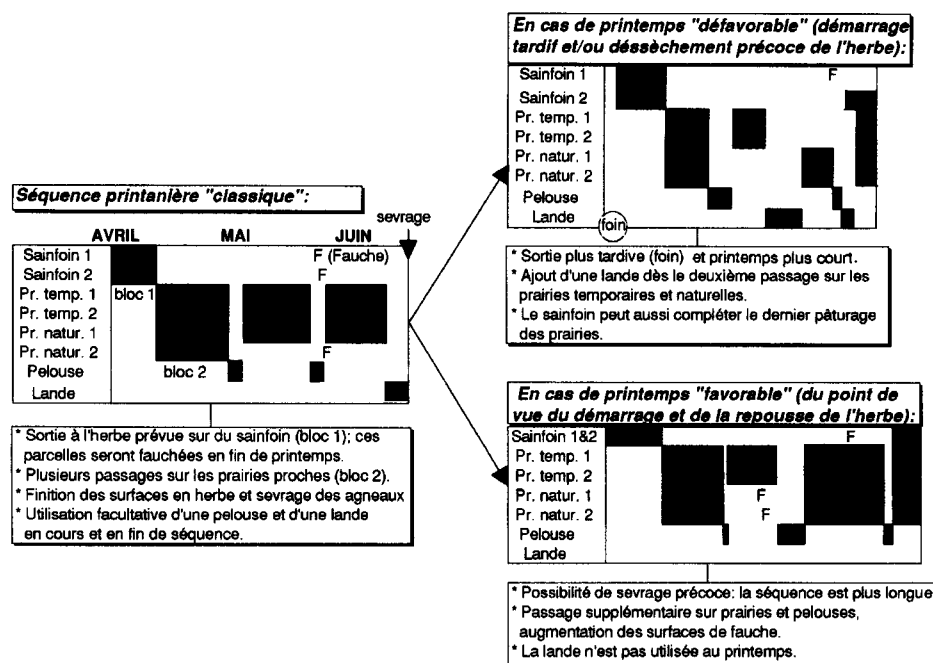 Séquence printanière "classique":
sevrage
AVRIL MAI JUIN
Sainfoin 1 F (Fauche)
Sainfoin 2 F
Pr. temp. 1 bloc 1
Pr. temp. 2
Pr. natur. 1
Pr. natur. 2 F
Pelouse bloc 2
Lande
* Sortie à l'herbe prévue sur du sainfoin (bloc 1); ces
parcelles seront fauchées en fin de printemps.
* Plusieurs passages sur les prairies proches (bloc 2).
* Finition des surfaces en herbe et sevrage des agneaux
* Utilisation facultative d'une pelouse et d'une lande
en cours et en fin de séquence.
En cas de printemps "défavorable" (démarrage
tardif et/ou déssèchement précoce de l'herbe):
Sainfoin 1 F
Sainfoin 2
Pr. temp. 1
Pr. temp. 2
Pr. natur. 1
Pr. natur. 2
Pelouse
Lande
foin
* Sortie plus tardive (foin) et printemps plus court.
* Ajout d'une lande dès le deuxième passage sur les
prairies temporaires et naturelles.
* Le sainfoin peut aussi compléter le dernier pâturage
des prairies.
En cas de printemps "favorable" (du point de
vue du démarrage et de la repousse de l'herbe):
Sainfoin 1&2 F
Pr. temp. 1
Pr. temp. 2
Pr. natur. 1 F
Pr. natur. 2 F
Pelouse
Lande
* Possibilité de sevrage précoce: la séquence est plus longue
* Passage supplémentaire sur prairies et pelouses,
augmentation des surfaces de fauche.
* La lande n'est pas utilisée au printemps.